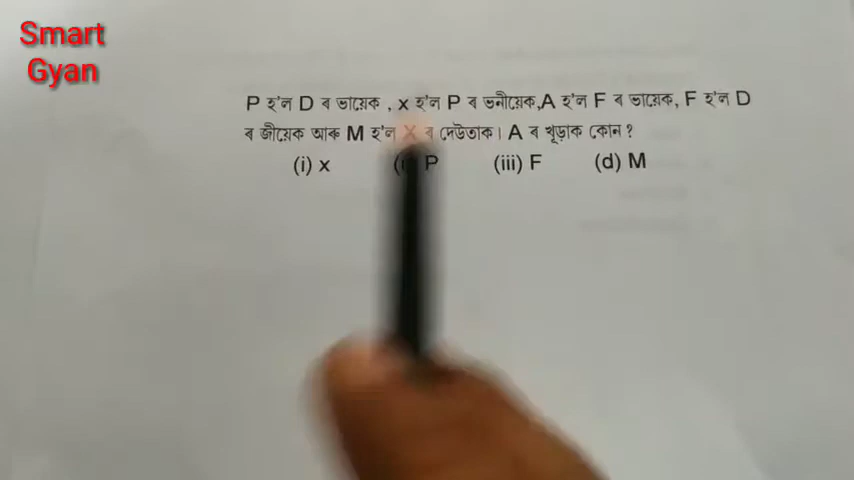 Smart
Gyan
P হ'ল D ৰ ভায়েক , x হ'ল P ৰ ভনীয়েক,A হ'ল F ৰ ভায়েক, F হ'ল D
ৰ জীয়েক আৰু M হ'ল X ৰ দেউতাক। A ৰ খুড়াক কোন ?
(i) x P (iii) F (d) M